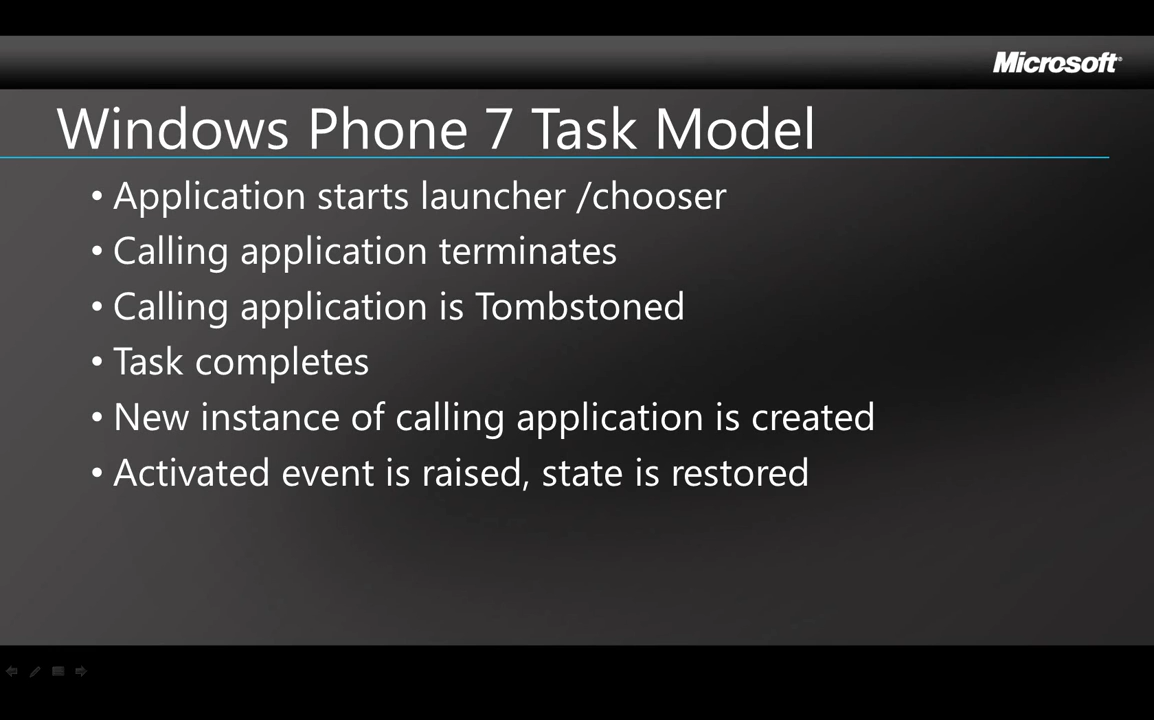 Microsoft®
Windows Phone 7 Task Model
• Application starts launcher /chooser
• Calling application terminates
• Calling application is Tombstoned
• Task completes
• New instance of calling application is created
• Activated event is raised, state is restored